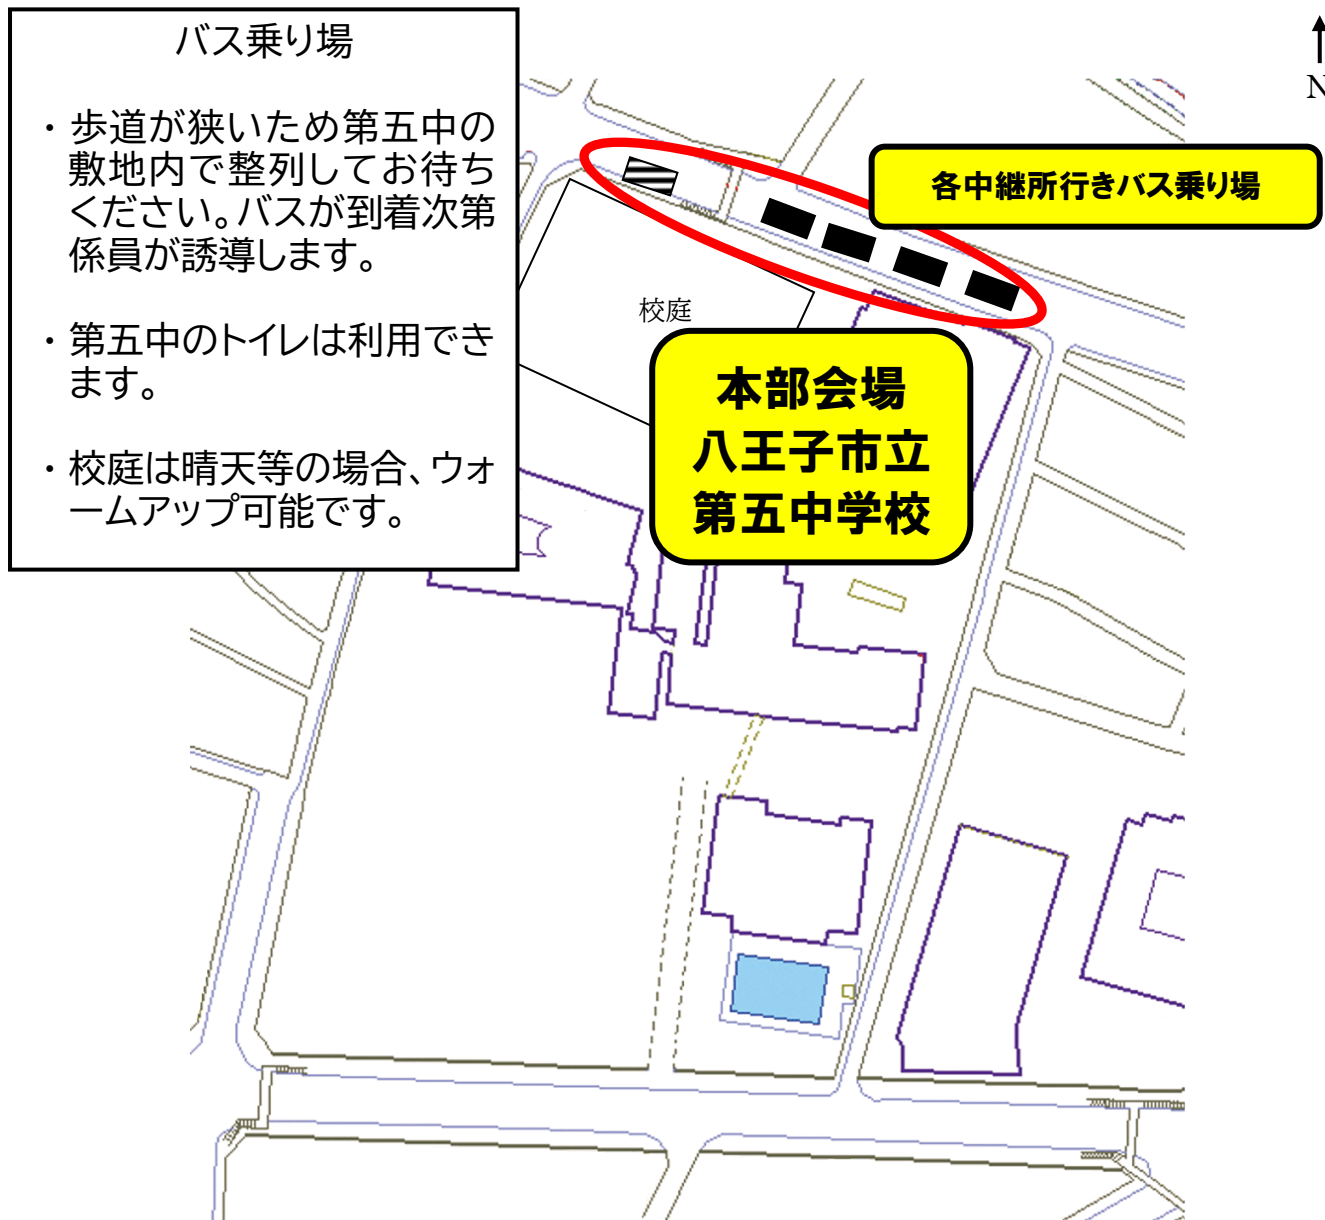 バス乗り場
・歩道が狭いため第五中の
敷地内で整列してお待ち
ください。バスが到着次第
係員が誘導します。
・第五中のトイレは利用でき
ます。
・校庭は晴天等の場合、ウォ
ームアップ可能です。
N
各中継所行きバス乗り場
校庭
本部会場
八王子市立
第五中学校